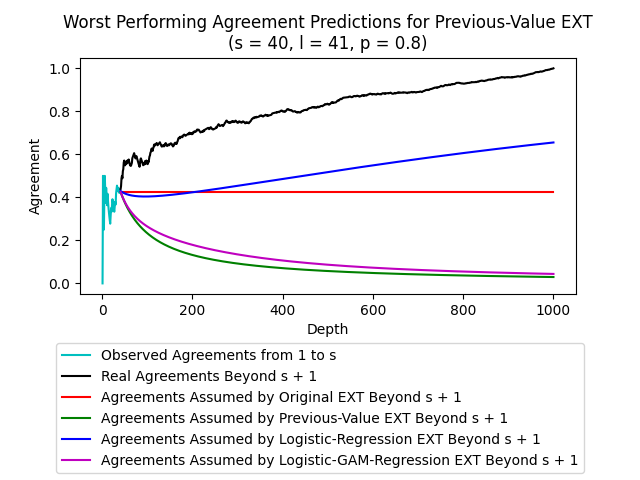 Worst Performing Agreement Predictions for Previous-Value EXT
(s = 40, l = 41, p = 0.8)
1.0
0.8
0.6
0.4
0.2
0.0
Agreement
0 200 400 600 800 1000
Depth
Observed Agreements from 1 to s
Real Agreements Beyond s + 1
Agreements Assumed by Original EXT Beyond s + 1
Agreements Assumed by Previous-Value EXT Beyond s + 1
Agreements Assumed by Logistic-Regression EXT Beyond s + 1
Agreements Assumed by Logistic-GAM-Regression EXT Beyond s + 1